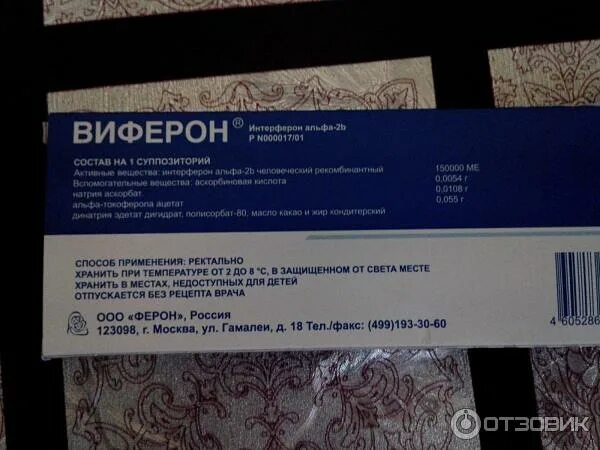 ВИФЕРОН® Интерферон альфа-2b
Р N000017/01
СОСТАВ НА 1 СУППОЗИТОРИЙ
Активные вещества: интерферон альфа-2b человеческий рекомбинантный 150000 МЕ
Вспомогательные вещества: аскорбиновая кислота 0,0054 г
натрия аскорбат 0,0108 г
альфа-токоферола ацетат 0,055 г
динатрия эдетат дигидрат, полисорбат-80, масло какао и жир кондитерский
СПОСОБ ПРИМЕНЕНИЯ: РЕКТАЛЬНО
ХРАНИТЬ ПРИ ТЕМПЕРАТУРЕ ОТ 2 ДО 8 °С, В ЗАЩИЩЕННОМ ОТ СВЕТА МЕСТЕ
ХРАНИТЬ В МЕСТАХ, НЕДОСТУПНЫХ ДЛЯ ДЕТЕЙ
ОТПУСКАЕТСЯ БЕЗ РЕЦЕПТА ВРАЧА
ООО «ФЕРОН», Россия
123098, г. Москва, ул. Гамалеи, д. 18 Тел./факс: (499)193-30-60
4 605286
ОТЗОВИК